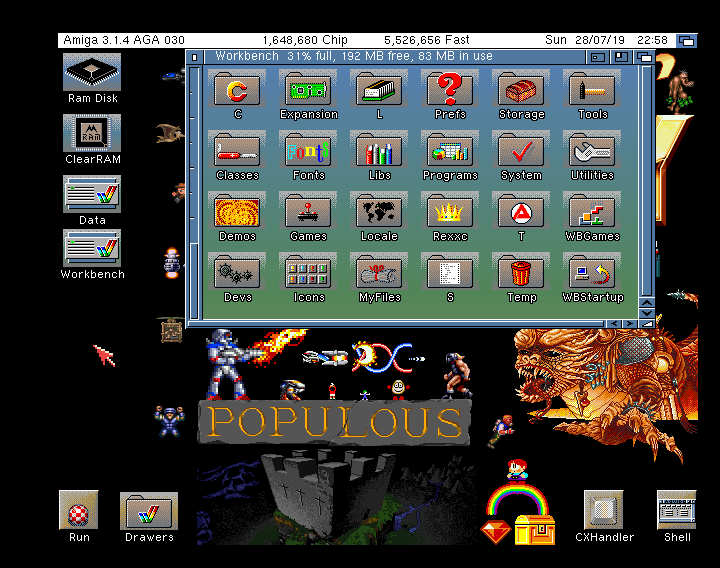 Amiga 3.1.4 AGA 030 1,648,680 Chip 5,526,656 Fast Sun 28/07/19 22:58
Workbench 31% full, 192 MB free, 83 MB in use
Ram Disk
C Expansion L Prefs Storage Tools
RAM
ClearRAM
Fonts
Classes Fonts Libs Programs System Utilities
Data
Demos Games Locale Rexxc T WBGames
Workbench
Devs Icons MyFiles S Temp WBStartup
POPULOUS
Run Drawers CXHandler Shell